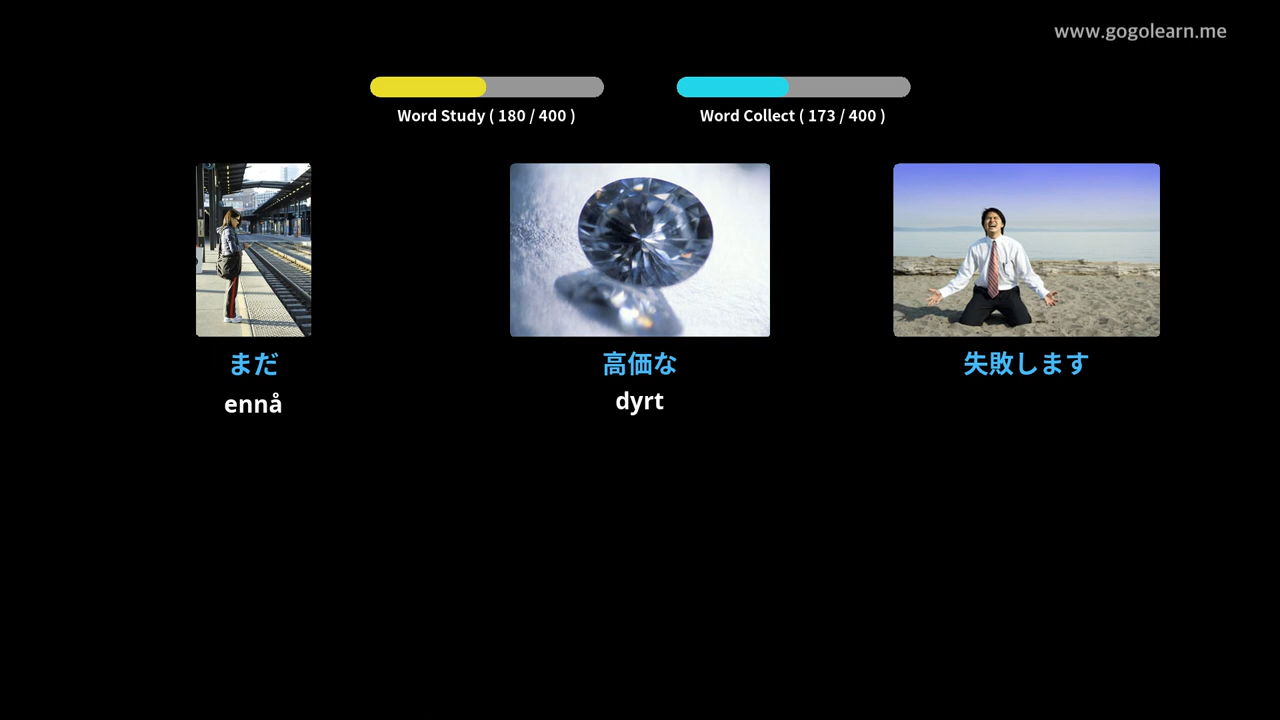 www.gogolearn.me
Word Study ( 180 / 400 )
Word Collect ( 173 / 400 )
まだ
ennå
高価な
dyrt
失敗します